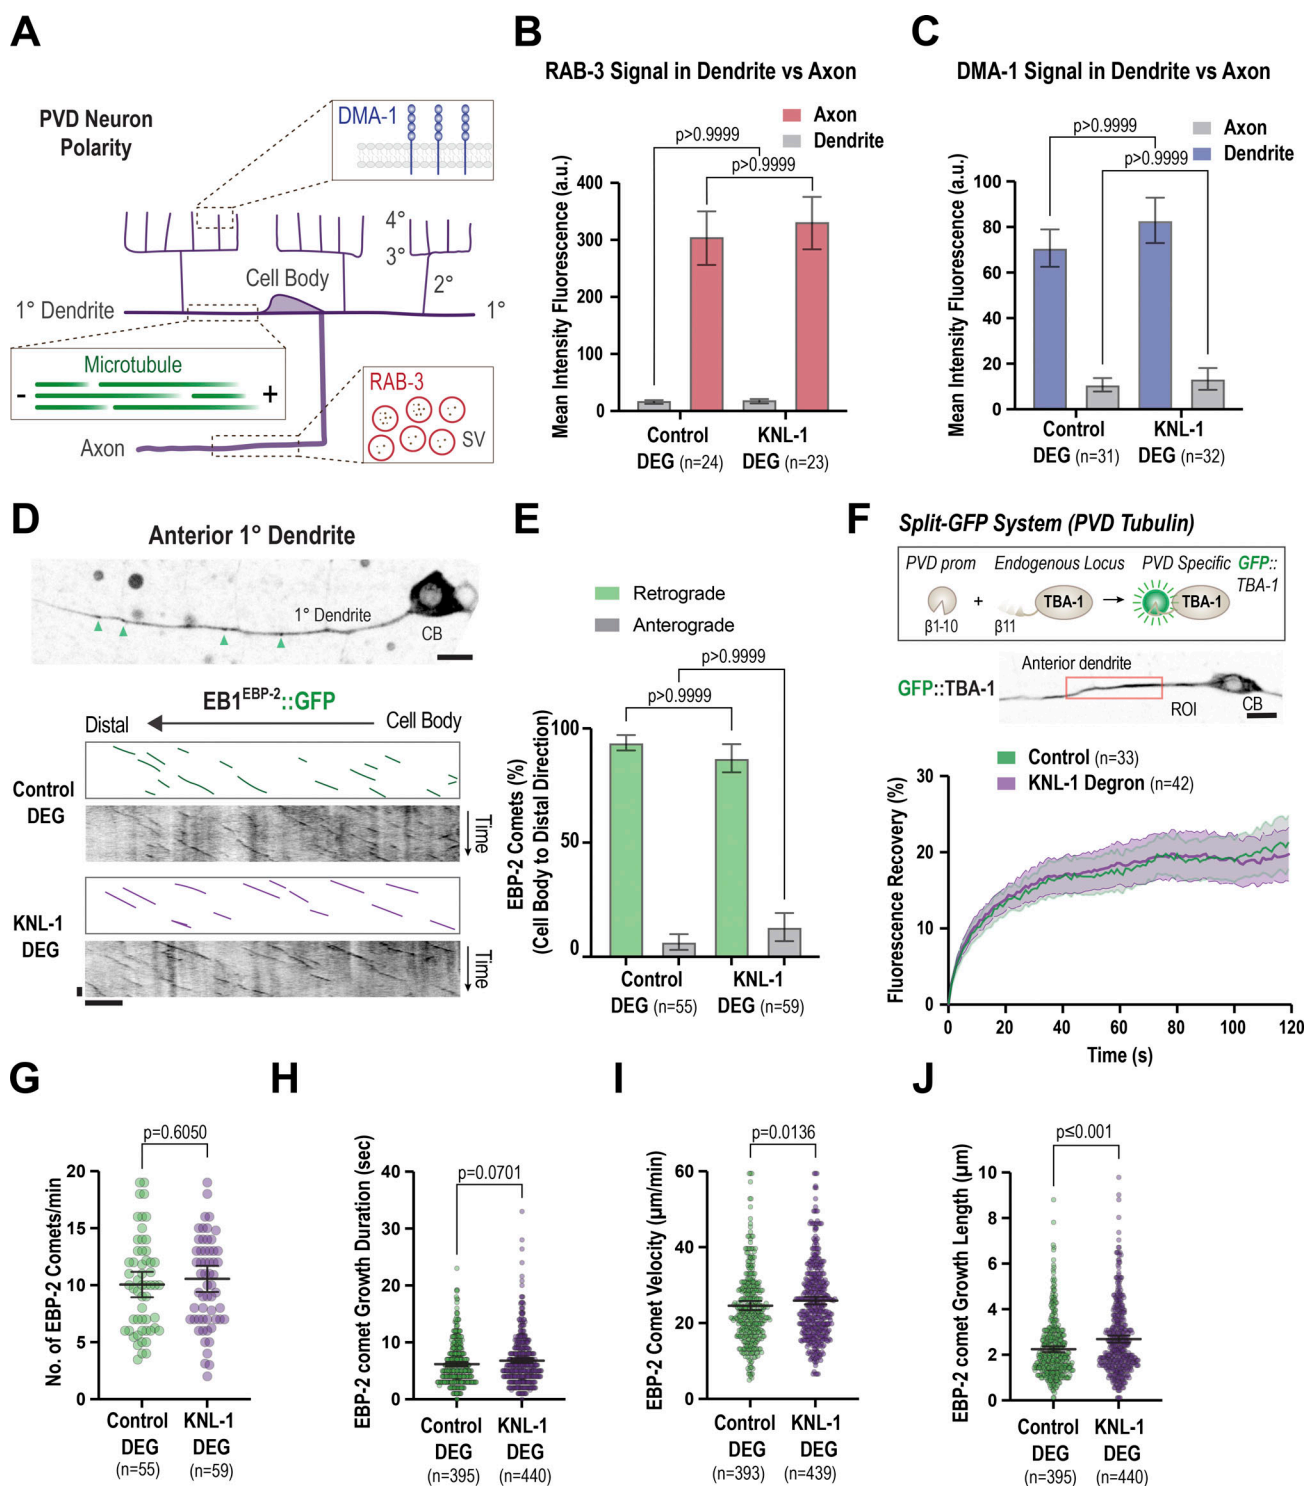 A
PVD Neuron
Polarity
DMA-1
4°
3°
2°
Cell Body
1° Dendrite
1°
Microtubule
-
+
RAB-3
SV
Axon
B
RAB-3 Signal in Dendrite vs Axon
Axon
Dendrite
p>0.9999
p>0.9999
Mean Intensity Fluorescence (a.u.)
400
300
200
100
0
Control
DEG (n=24)
KNL-1
DEG (n=23)
C
DMA-1 Signal in Dendrite vs Axon
Axon
Dendrite
p>0.9999
p>0.9999
Mean Intensity Fluorescence (a.u.)
100
80
60
40
20
0
Control
DEG (n=31)
KNL-1
DEG (n=32)
D
Anterior 1° Dendrite
1° Dendrite
CB
EB1EBP-2::GFP
Distal
Cell Body
Control
DEG
Time
KNL-1
DEG
Time
E
Retrograde
Anterograde
p>0.9999
p>0.9999
EBP-2 Comets (%)
(Cell Body to Distal Direction)
100
50
0
Control
DEG (n=55)
KNL-1
DEG (n=59)
F
Split-GFP System (PVD Tubulin)
PVD prom
Endogenous Locus
PVD Specific GFP::
TBA-1
+
TBA-1
TBA-1
β1-10
β11
GFP::TBA-1
Anterior dendrite
ROI
CB
Control (n=33)
KNL-1 Degron (n=42)
Fluorescence Recovery (%)
30
20
10
0
0
20
40
60
80
100
120
Time (s)
G
p=0.6050
No. of EBP-2 Comets/min
20
15
10
5
0
Control
DEG
(n=55)
KNL-1
DEG
(n=59)
H
p=0.0701
EBP-2 comet Growth Duration (sec)
40
30
20
10
0
Control
DEG
(n=395)
KNL-1
DEG
(n=440)
I
p=0.0136
EBP-2 Comet Velocity (µm/min)
60
40
20
0
Control
DEG
(n=393)
KNL-1
DEG
(n=439)
J
p≤0.001
EBP-2 comet Growth Length (µm)
10
8
6
4
2
0
Control
DEG
(n=395)
KNL-1
DEG
(n=440)